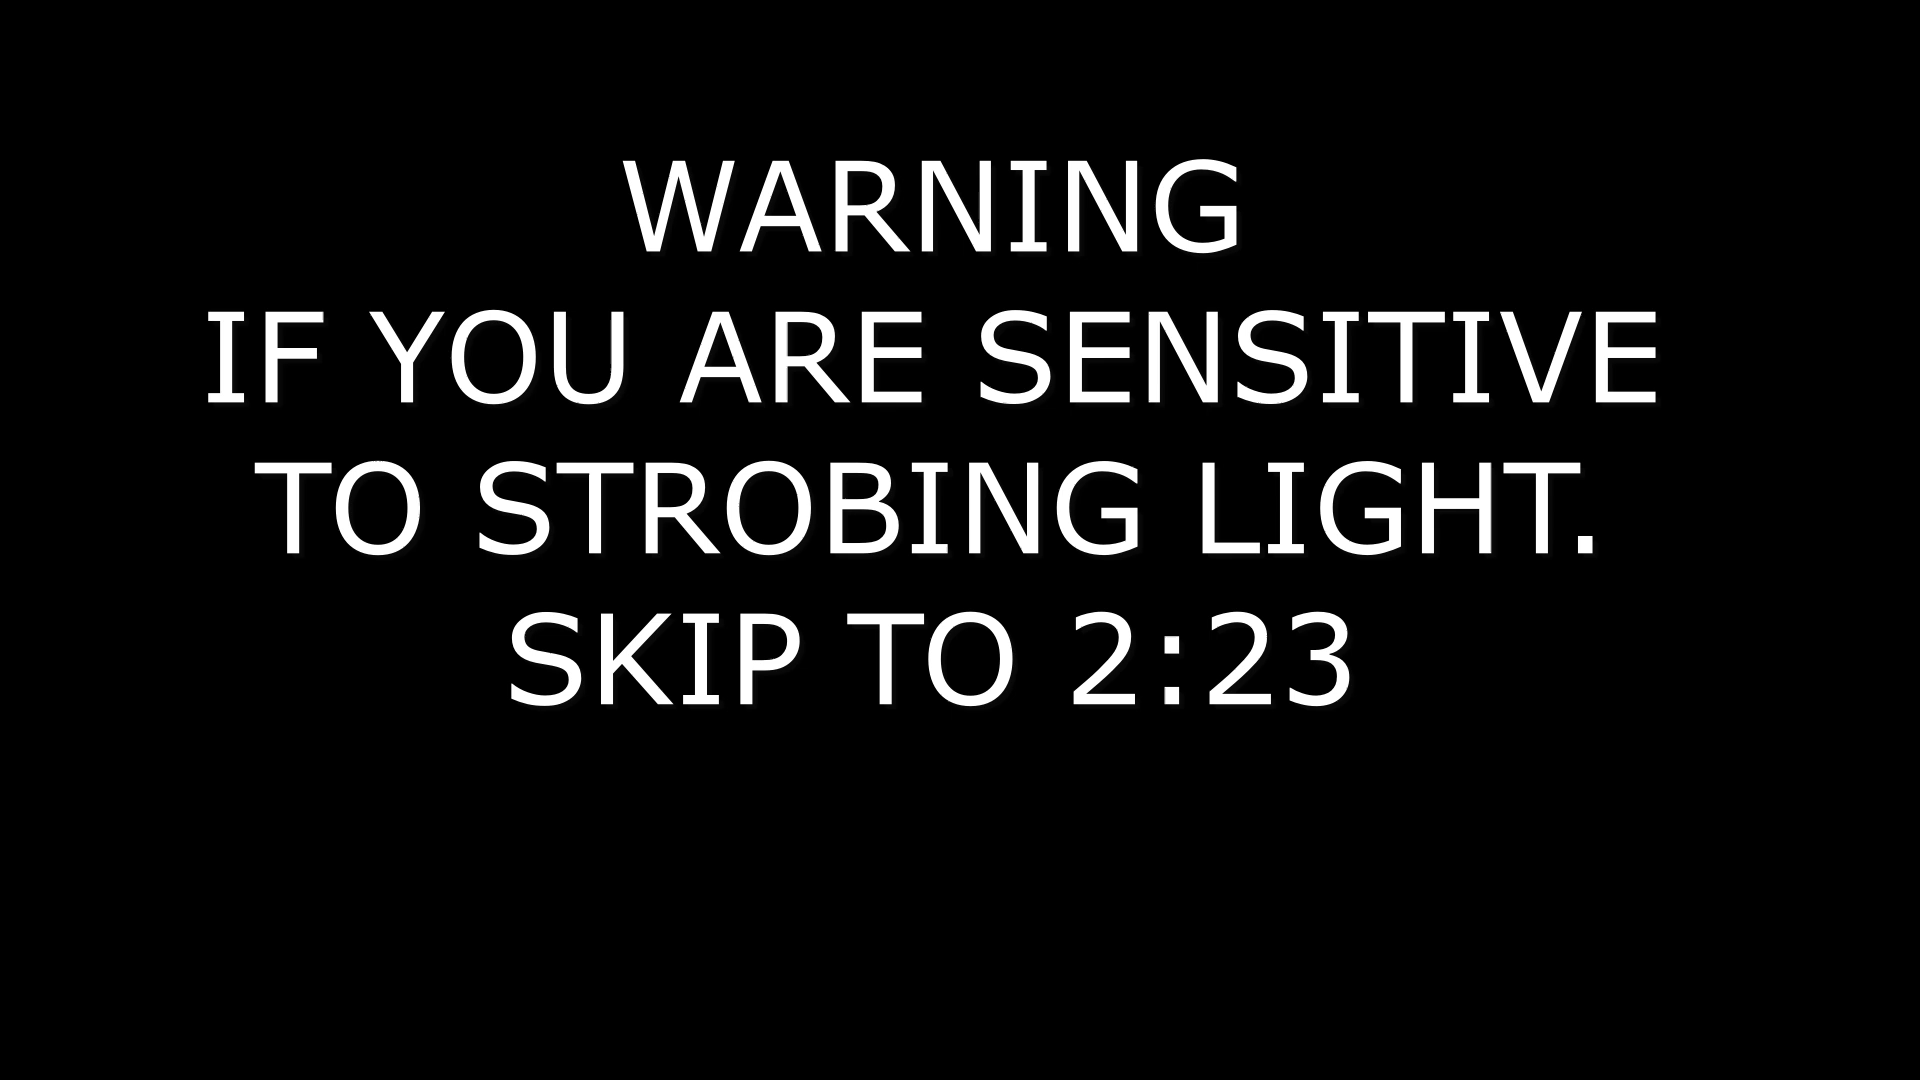 WARNING
IF YOU ARE SENSITIVE
TO STROBING LIGHT.
SKIP TO 2:23